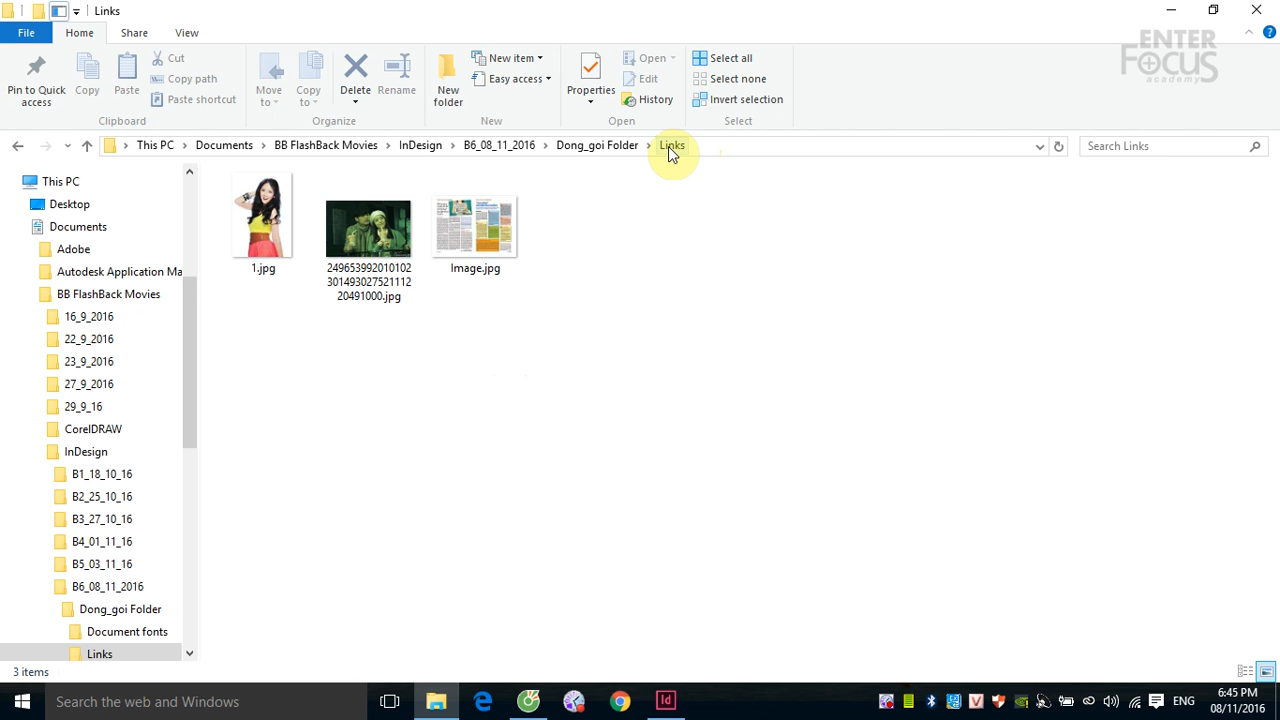 Links
File Home Share View
Pin to Quick access
Copy
Paste
Cut
Copy path
Paste shortcut
Clipboard
Move to
Copy to
Delete
Rename
Organize
New folder
New item
Easy access
New
Properties
Open
Edit
History
Open
Select all
Select none
Invert selection
Select
ENTER
FOCUS
academy
This PC Documents BB FlashBack Movies InDesign B6_08_11_2016 Dong_goi Folder Links
Search Links
This PC
Desktop
Documents
Adobe
Autodesk Application Ma
BB FlashBack Movies
16_9_2016
22_9_2016
23_9_2016
27_9_2016
29_9_16
CorelDRAW
InDesign
B1_18_10_16
B2_25_10_16
B3_27_10_16
B4_01_11_16
B5_03_11_16
B6_08_11_2016
Dong_goi Folder
Document fonts
Links
1.jpg
249653992010102
301493027521112
20491000.jpg
Image.jpg
3 items
Search the web and Windows
Id
ENG
6:45 PM
08/11/2016